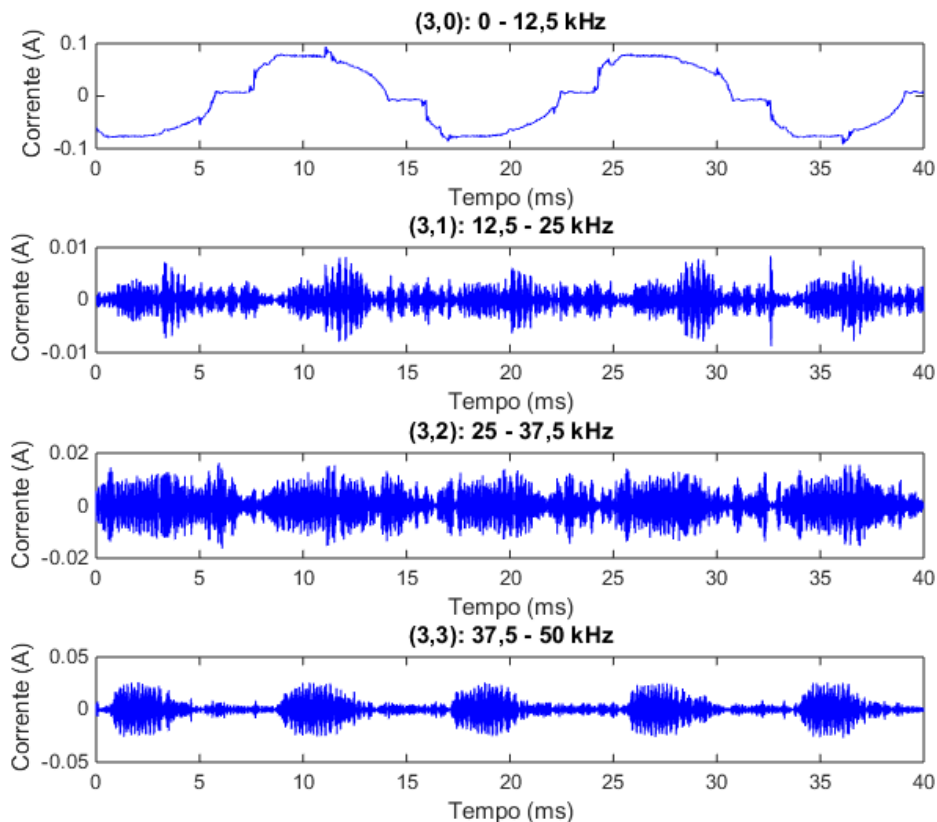 (3,0): 0 - 12,5 kHz
Corrente (A)
0.1
0
-0.1
0 5 10 15 20 25 30 35 40
Tempo (ms)
(3,1): 12,5 - 25 kHz
Corrente (A)
0.01
0
-0.01
0 5 10 15 20 25 30 35 40
Tempo (ms)
(3,2): 25 - 37,5 kHz
Corrente (A)
0.02
0
-0.02
0 5 10 15 20 25 30 35 40
Tempo (ms)
(3,3): 37,5 - 50 kHz
Corrente (A)
0.05
0
-0.05
0 5 10 15 20 25 30 35 40
Tempo (ms)